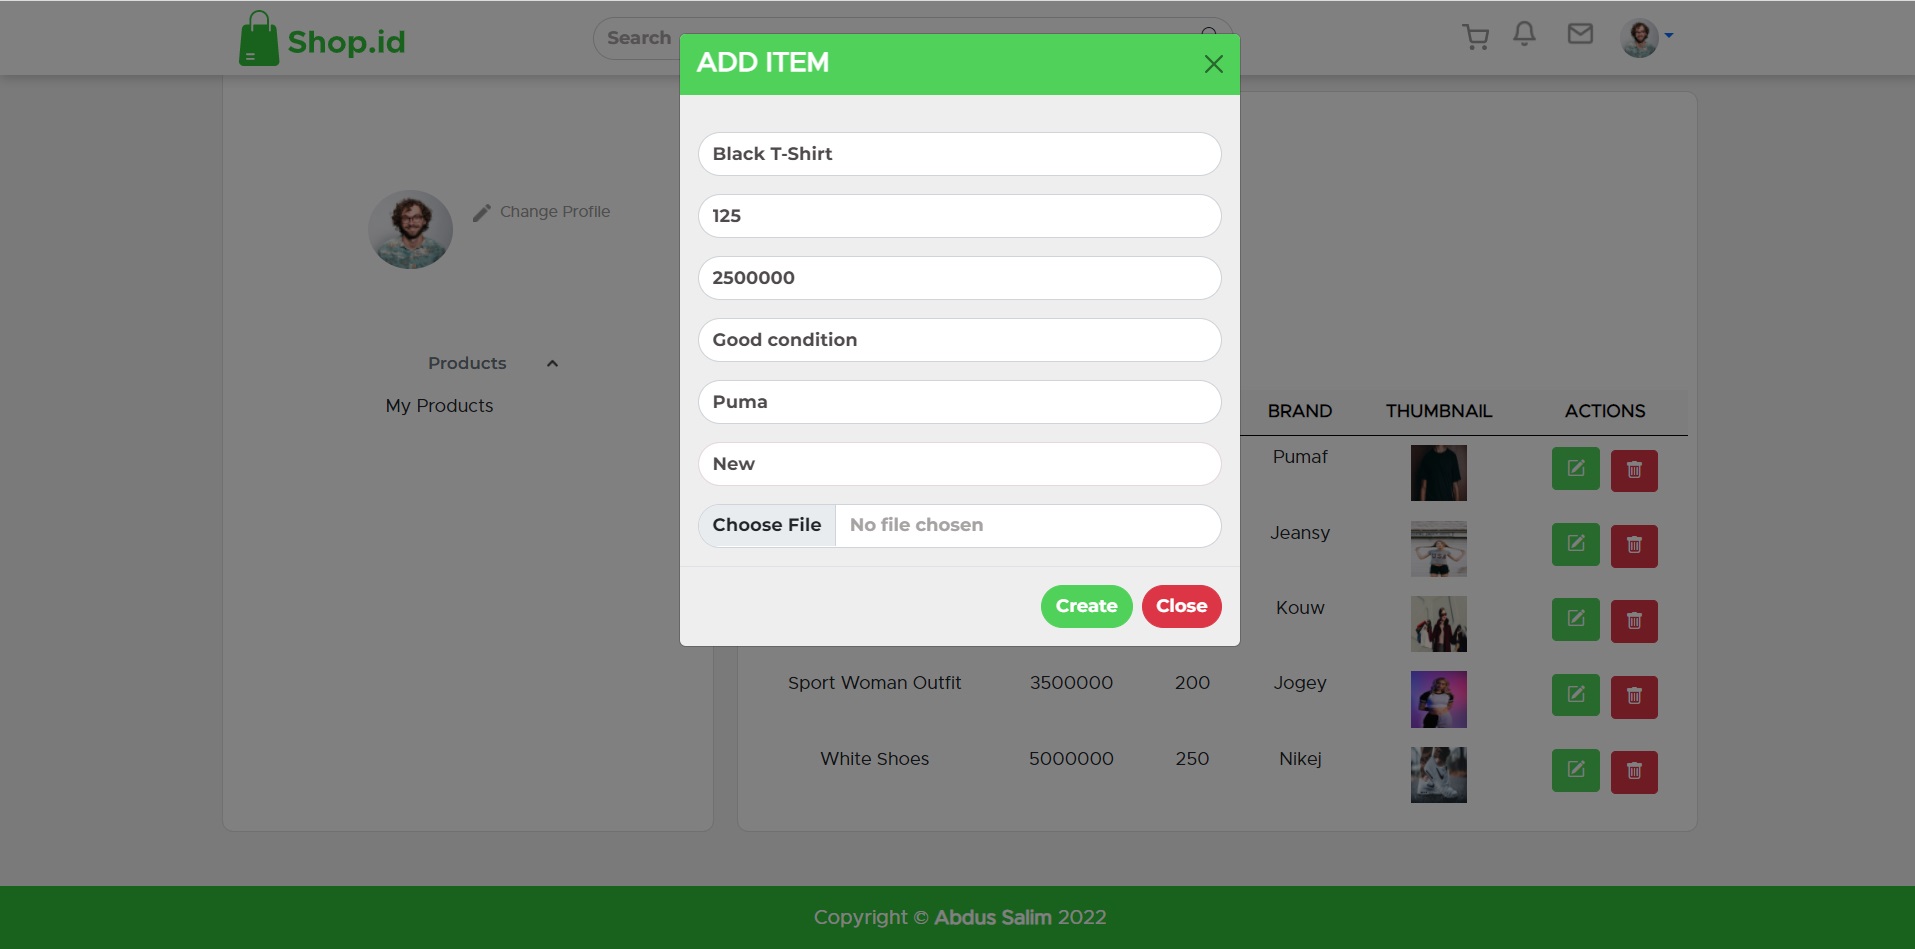 Shop.id
Search
ADD ITEM
Black T-Shirt
125
2500000
Good condition
Puma
New
Choose File No file chosen
Create Close
Change Profile
Products
My Products
BRAND THUMBNAIL ACTIONS
Pumaf
Jeansy
Kouw
Sport Woman Outfit 3500000 200 Jogey
White Shoes 5000000 250 Nikej
Copyright © Abdus Salim 2022